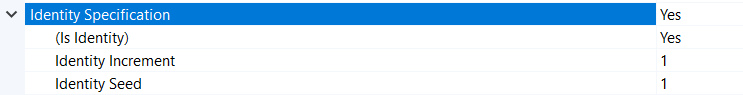 Identity Specification Yes
(Is Identity) Yes
Identity Increment 1
Identity Seed 1